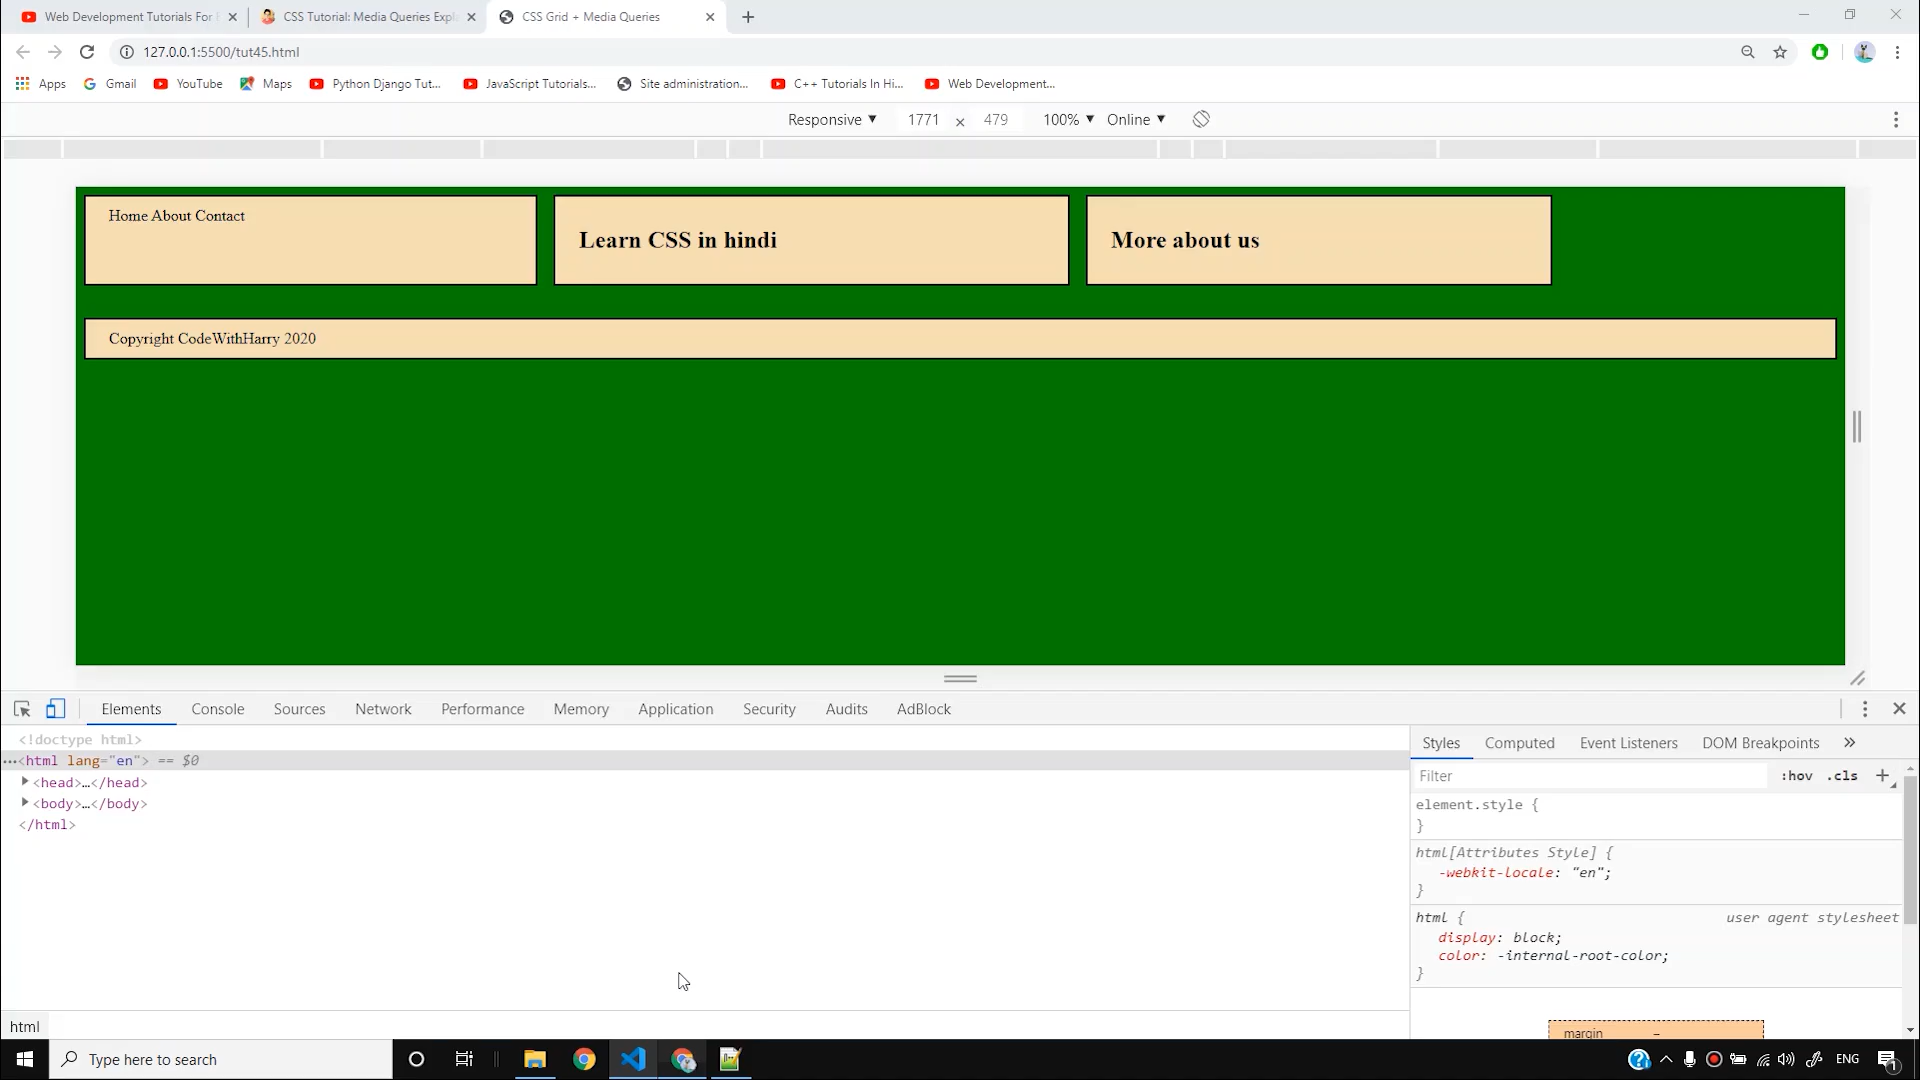 Web Development Tutorials For
CSS Tutorial: Media Queries Expl
CSS Grid + Media Queries
127.0.0.1:5500/tut45.html
Apps
Gmail
YouTube
Maps
Python Django Tut...
JavaScript Tutorials...
Site administration...
C++ Tutorials In Hi...
Web Development...
Responsive ▼ 1771 × 479 100% ▼ Online ▼
Home About Contact
Learn CSS in hindi
More about us
Copyright CodeWithHarry 2020
Elements Console Sources Network Performance Memory Application Security Audits AdBlock
<!doctype html>
...<html lang="en"> == $0
<head>…</head>
<body>…</body>
</html>
html
Styles Computed Event Listeners DOM Breakpoints »
Filter :hov .cls +
element.style {
}
html[Attributes Style] {
-webkit-locale: "en";
}
html { user agent stylesheet
display: block;
color: -internal-root-color;
}
margin –
Type here to search
ENG
1